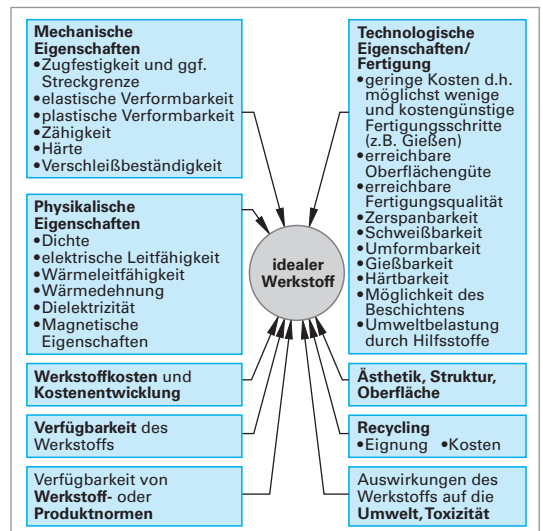 Mechanische
Eigenschaften
•Zugfestigkeit und ggf.
Streckgrenze
•elastische Verformbarkeit
•plastische Verformbarkeit
•Zähigkeit
•Härte
•Verschleißbeständigkeit
Physikalische
Eigenschaften
•Dichte
•elektrische Leitfähigkeit
•Wärmeleitfähigkeit
•Wärmedehnung
•Dielektrizität
•Magnetische
Eigenschaften
Werkstoffkosten und
Kostenentwicklung
Verfügbarkeit des
Werkstoffs
Verfügbarkeit von
Werkstoff- oder
Produktnormen
idealer
Werkstoff
Technologische
Eigenschaften/
Fertigung
•geringe Kosten d.h.
möglichst wenige
und kostengünstige
Fertigungsschritte
(z.B. Gießen)
•erreichbare
Oberflächengüte
•erreichbare
Fertigungsqualität
•Zerspanbarkeit
•Schweißbarkeit
•Umformbarkeit
•Gießbarkeit
•Härtbarkeit
•Möglichkeit des
Beschichtens
•Umweltbelastung
durch Hilfsstoffe
Ästhetik, Struktur,
Oberfläche
Recycling
•Eignung •Kosten
Auswirkungen des
Werkstoffs auf die
Umwelt, Toxizität